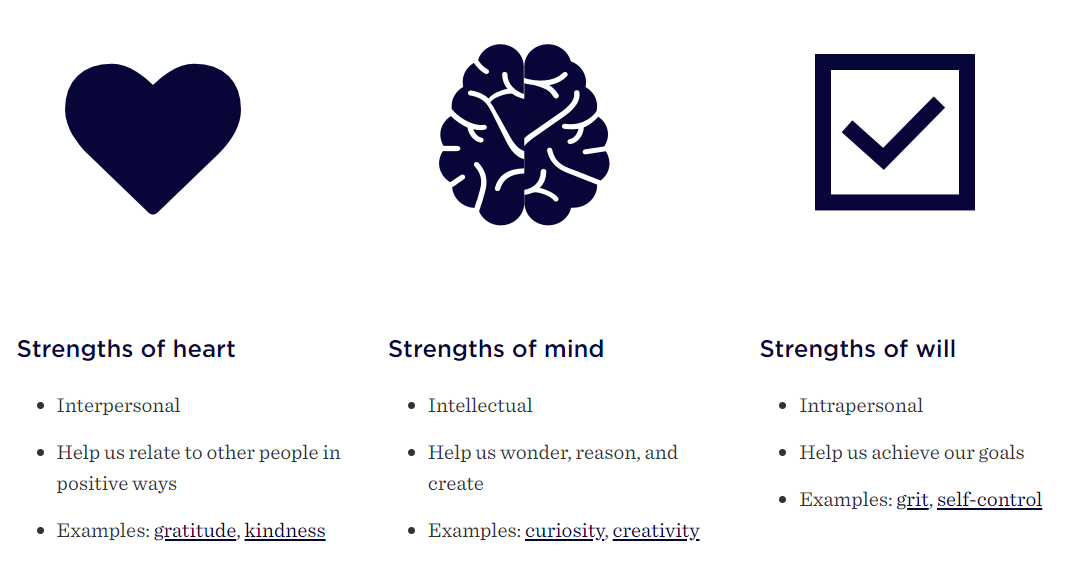 Strengths of heart
Interpersonal
Help us relate to other people in
positive ways
Examples: gratitude, kindness
Strengths of mind
Intellectual
Help us wonder, reason, and
create
Examples: curiosity, creativity
Strengths of will
Intrapersonal
Help us achieve our goals
Examples: grit, self-control